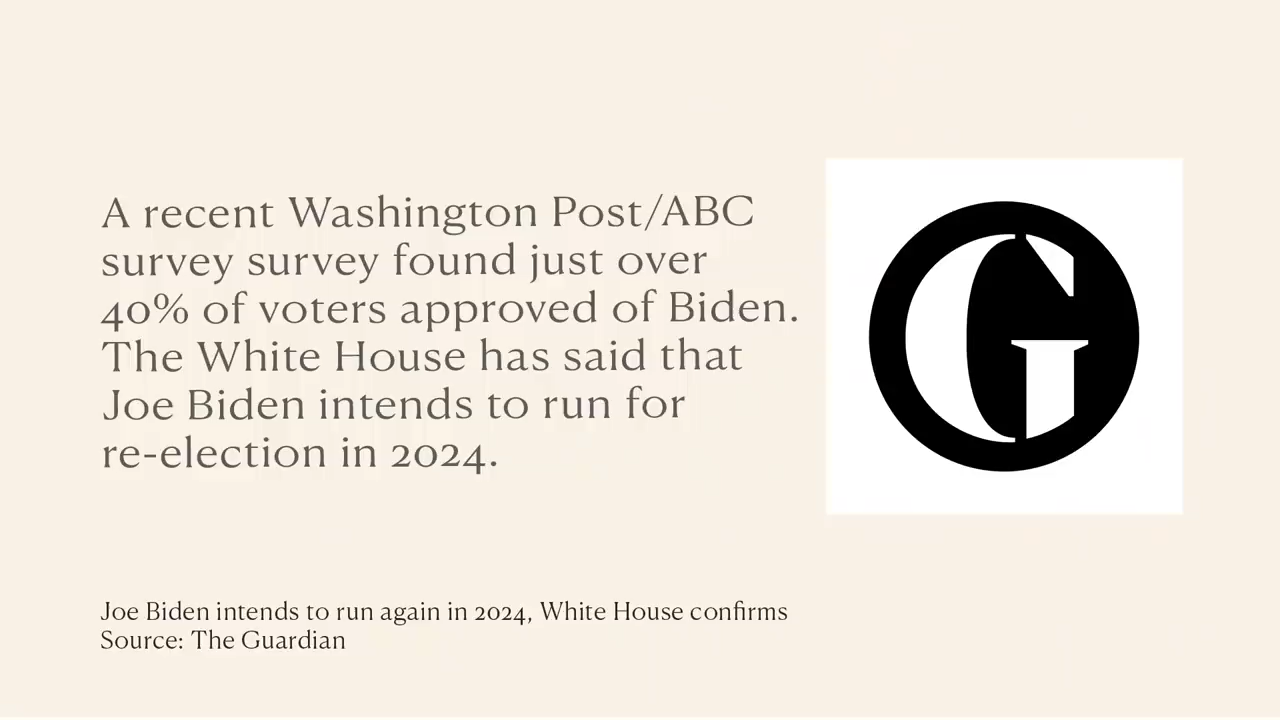 A recent Washington Post/ABC
survey survey found just over
40% of voters approved of Biden.
The White House has said that
Joe Biden intends to run for
re-election in 2024.
G
Joe Biden intends to run again in 2024, White House confirms
Source: The Guardian